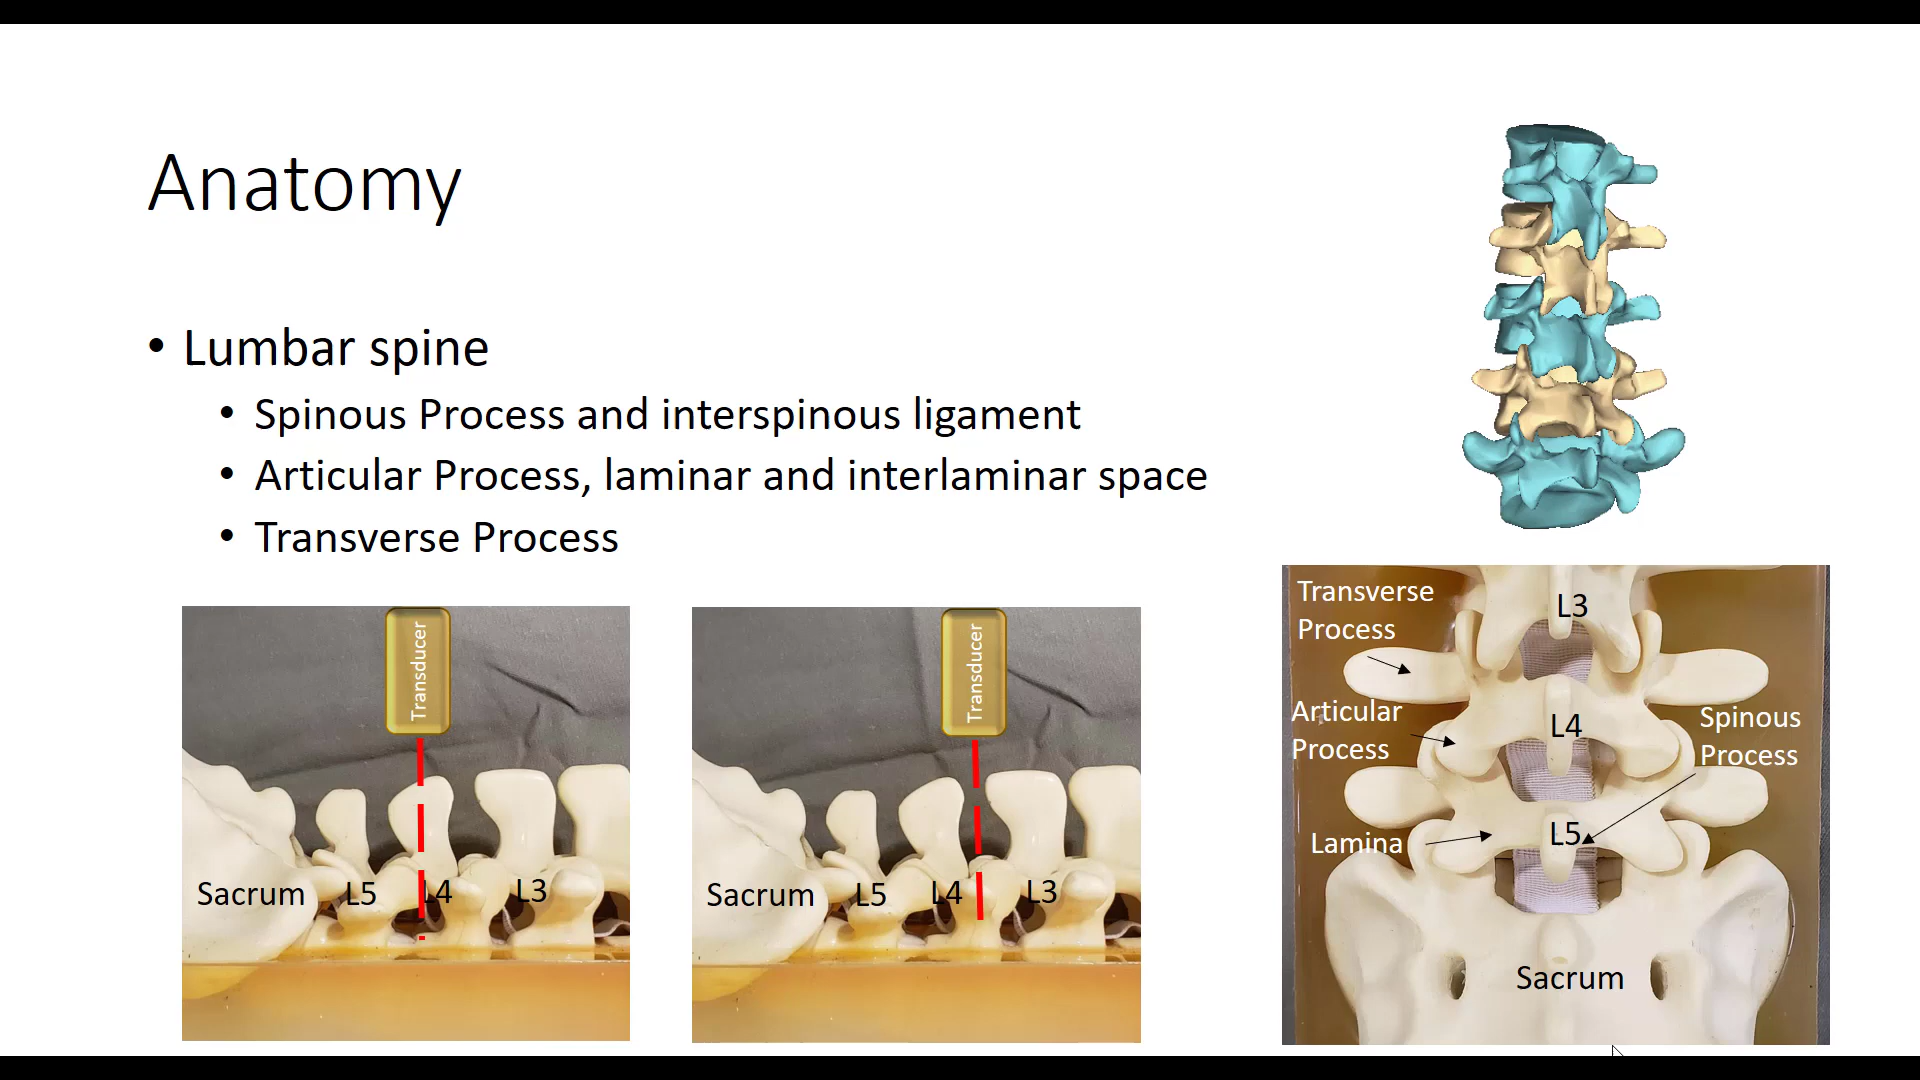 Anatomy
• Lumbar spine
• Spinous Process and interspinous ligament
• Articular Process, laminar and interlaminar space
• Transverse Process
Transducer
Sacrum L5 L4 L3
Transducer
Sacrum L5 L4 L3
Transverse
Process
L3
Articular
Process
L4
Spinous
Process
Lamina
L5
Sacrum